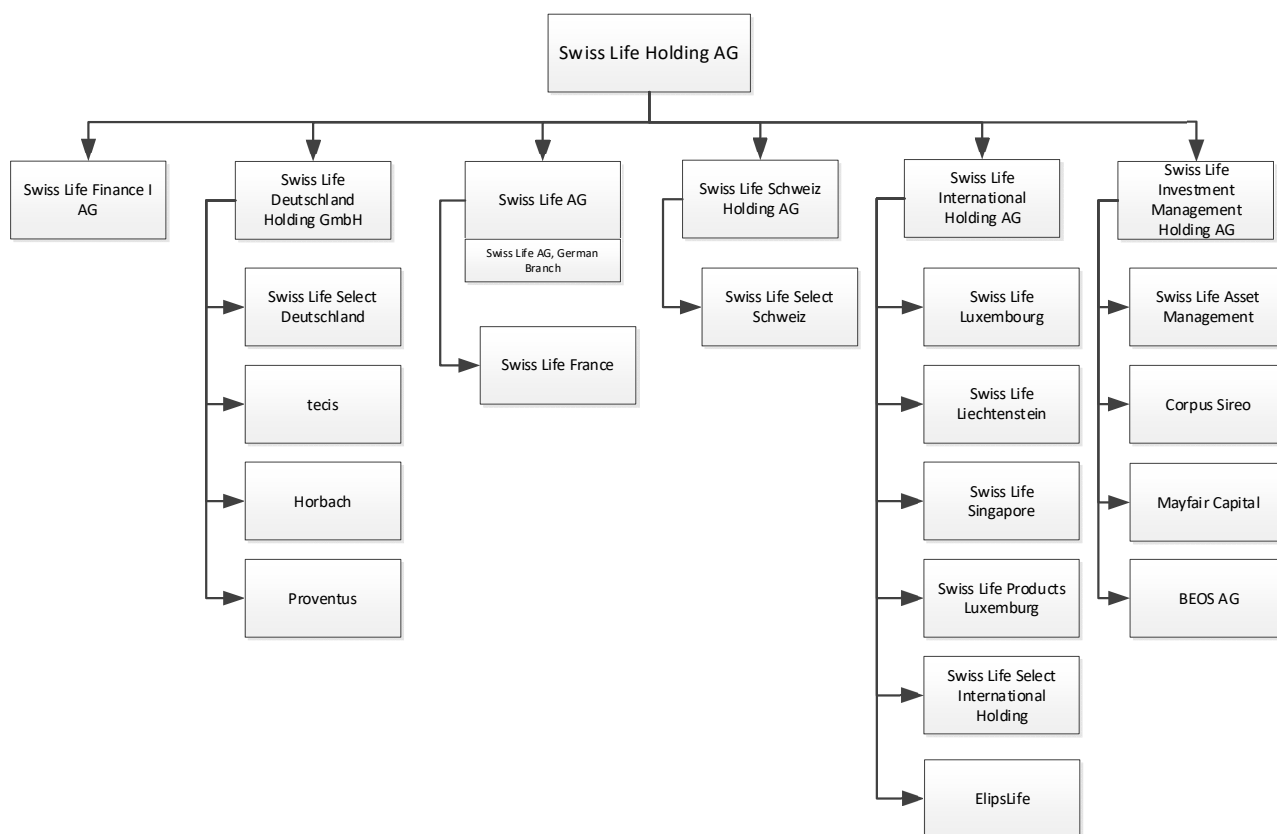 Swiss Life Holding AG
Swiss Life Finance I
AG
Swiss Life
Deutschland
Holding GmbH
Swiss Life AG
Swiss Life AG, German
Branch
Swiss Life Schweiz
Holding AG
Swiss Life
International
Holding AG
Swiss Life
Investment
Management
Holding AG
Swiss Life Select
Deutschland
tecis
Horbach
Proventus
Swiss Life France
Swiss Life Select
Schweiz
Swiss Life
Luxembourg
Swiss Life
Liechtenstein
Swiss Life
Singapore
Swiss Life Products
Luxemburg
Swiss Life Select
International
Holding
ElipsLife
Swiss Life Asset
Management
Corpus Sireo
Mayfair Capital
BEOS AG